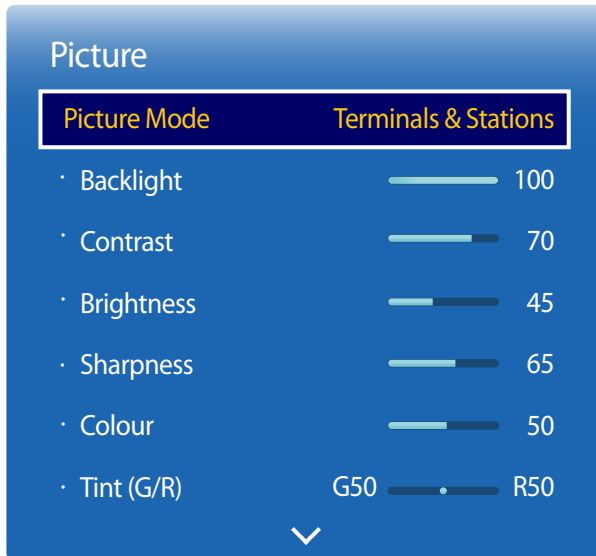 Picture
Picture Mode Terminals & Stations
· Backlight 100
· Contrast 70
· Brightness 45
· Sharpness 65
· Colour 50
· Tint (G/R) G50 R50